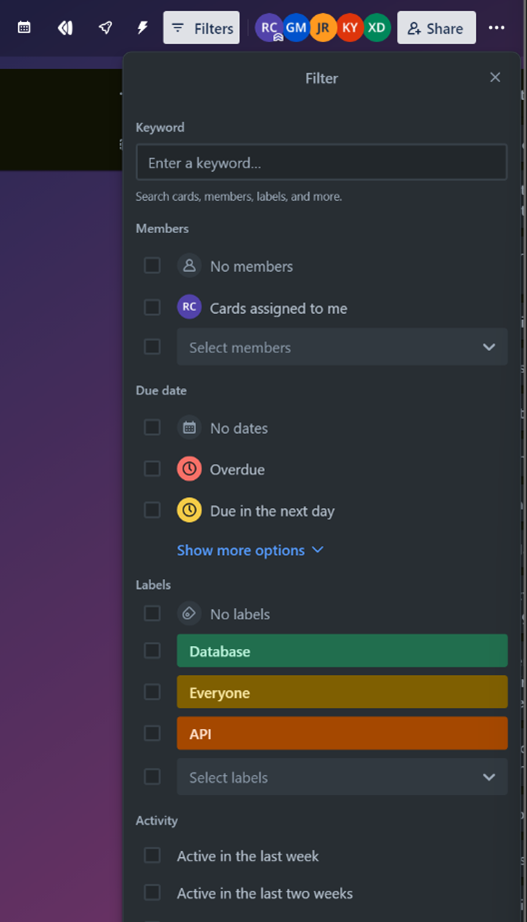 Filters
RC GM JR KY XD
Share
Filter
Keyword
Enter a keyword...
Search cards, members, labels, and more.
Members
No members
RC Cards assigned to me
Select members
Due date
No dates
Overdue
Due in the next day
Show more options
Labels
No labels
Database
Everyone
API
Select labels
Activity
Active in the last week
Active in the last two weeks